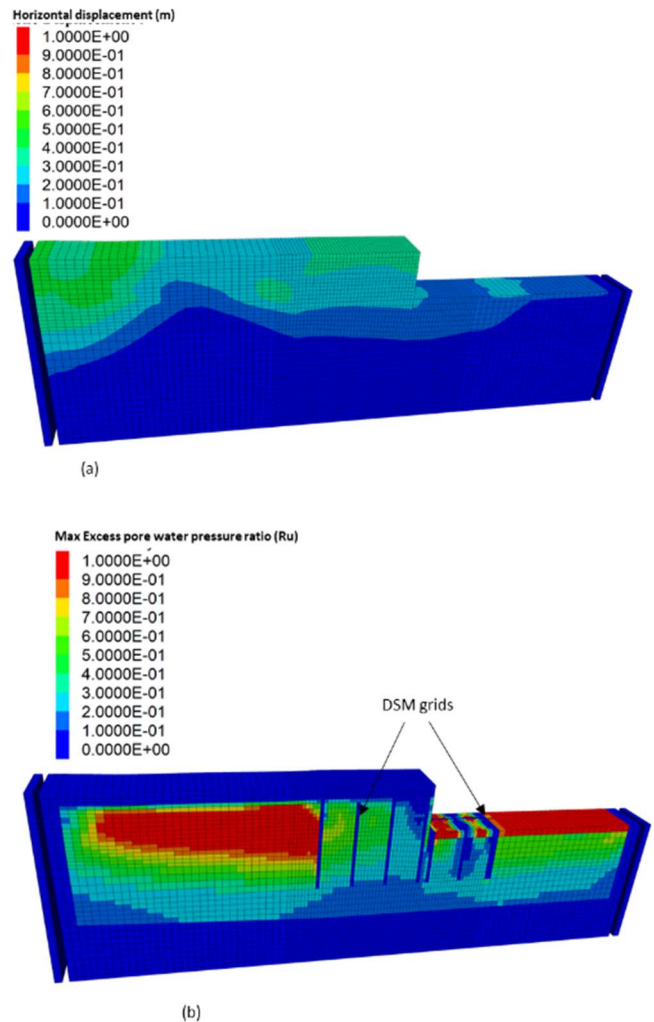 Horizontal displacement (m)
1.0000E+00
9.0000E-01
8.0000E-01
7.0000E-01
6.0000E-01
5.0000E-01
4.0000E-01
3.0000E-01
2.0000E-01
1.0000E-01
0.0000E+00
(a)
Max Excess pore water pressure ratio (Ru)
1.0000E+00
9.0000E-01
8.0000E-01
7.0000E-01
6.0000E-01
5.0000E-01
4.0000E-01
3.0000E-01
2.0000E-01
1.0000E-01
0.0000E+00
DSM grids
(b)